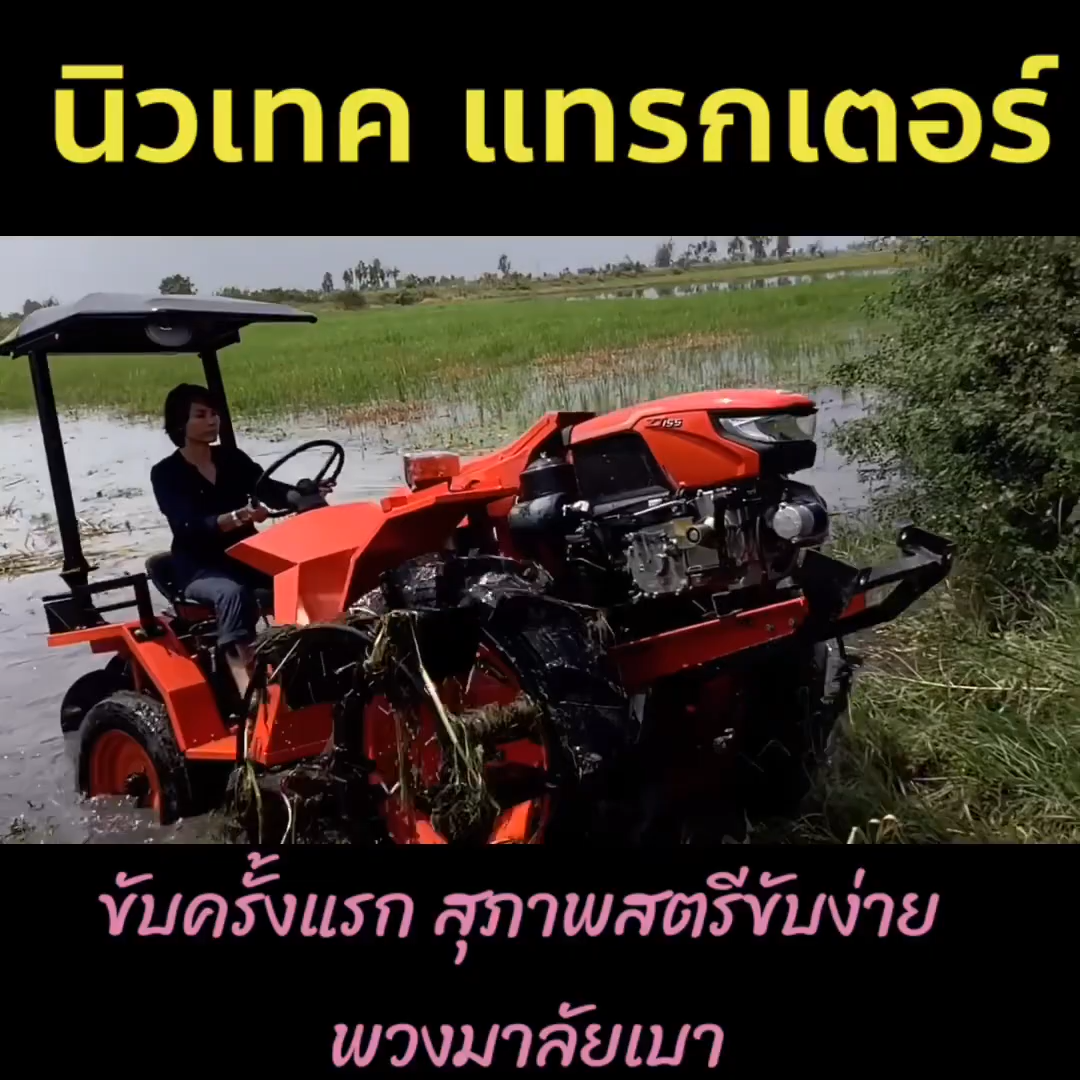 นิวเทค แทรกเตอร์
155
ขับครั้งแรก สุภาพสตรีขับง่าย
พวงมาลัยเบา